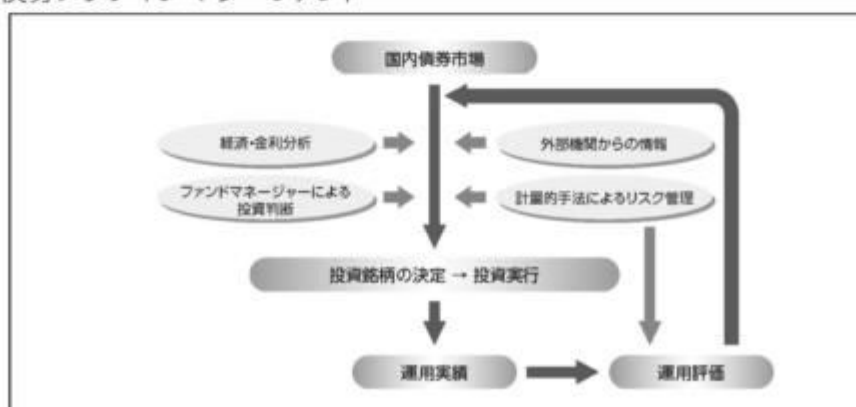 国内債券市場
経済・金利分析
外部機関からの情報
ファンドマネージャーによる
投資判断
計量的手法によるリスク管理
投資銘柄の決定 → 投資実行
運用実績
運用評価